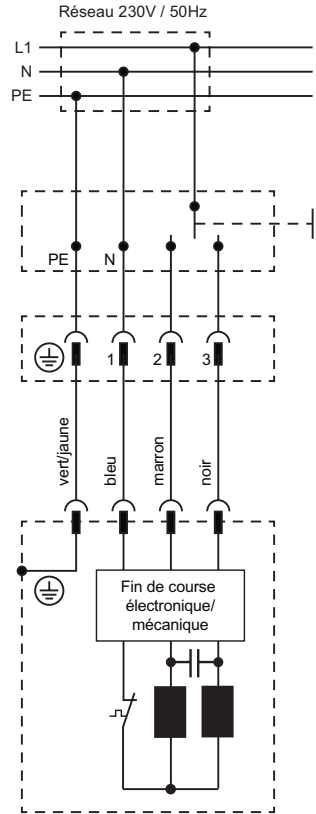 Réseau 230V / 50Hz
L1
N
PE
PE
N
1
2
3
vert/jaune
bleu
marron
noir
Fin de course
électronique/
mécanique